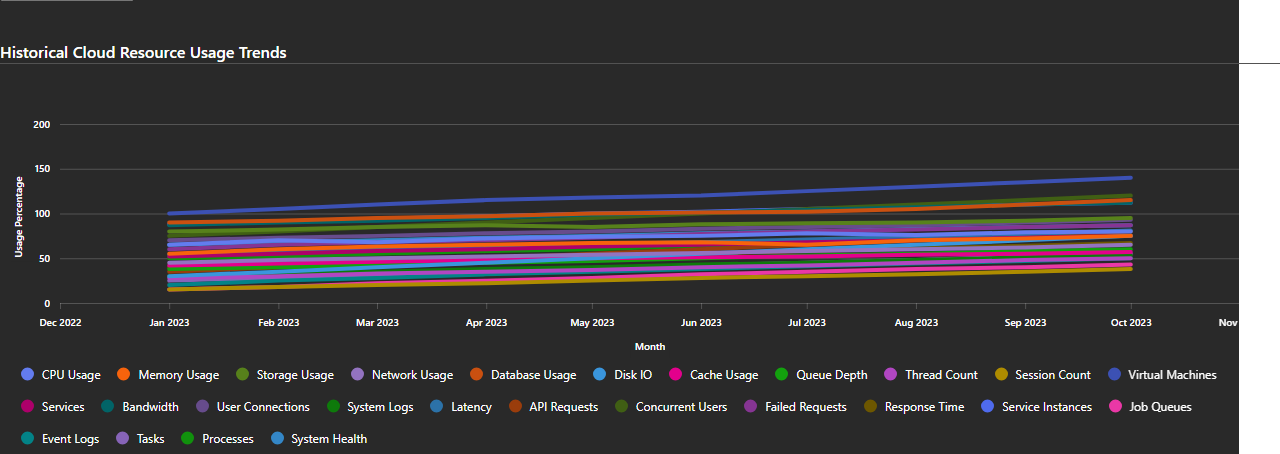 Historical Cloud Resource Usage Trends
200
150
100
50
0
Usage Percentage
Dec 2022 Jan 2023 Feb 2023 Mar 2023 Apr 2023 May 2023 Jun 2023 Jul 2023 Aug 2023 Sep 2023 Oct 2023 Nov
Month
CPU Usage Memory Usage Storage Usage Network Usage Database Usage Disk IO Cache Usage Queue Depth Thread Count Session Count Virtual Machines
Services Bandwidth User Connections System Logs Latency API Requests Concurrent Users Failed Requests Response Time Service Instances Job Queues
Event Logs Tasks Processes System Health